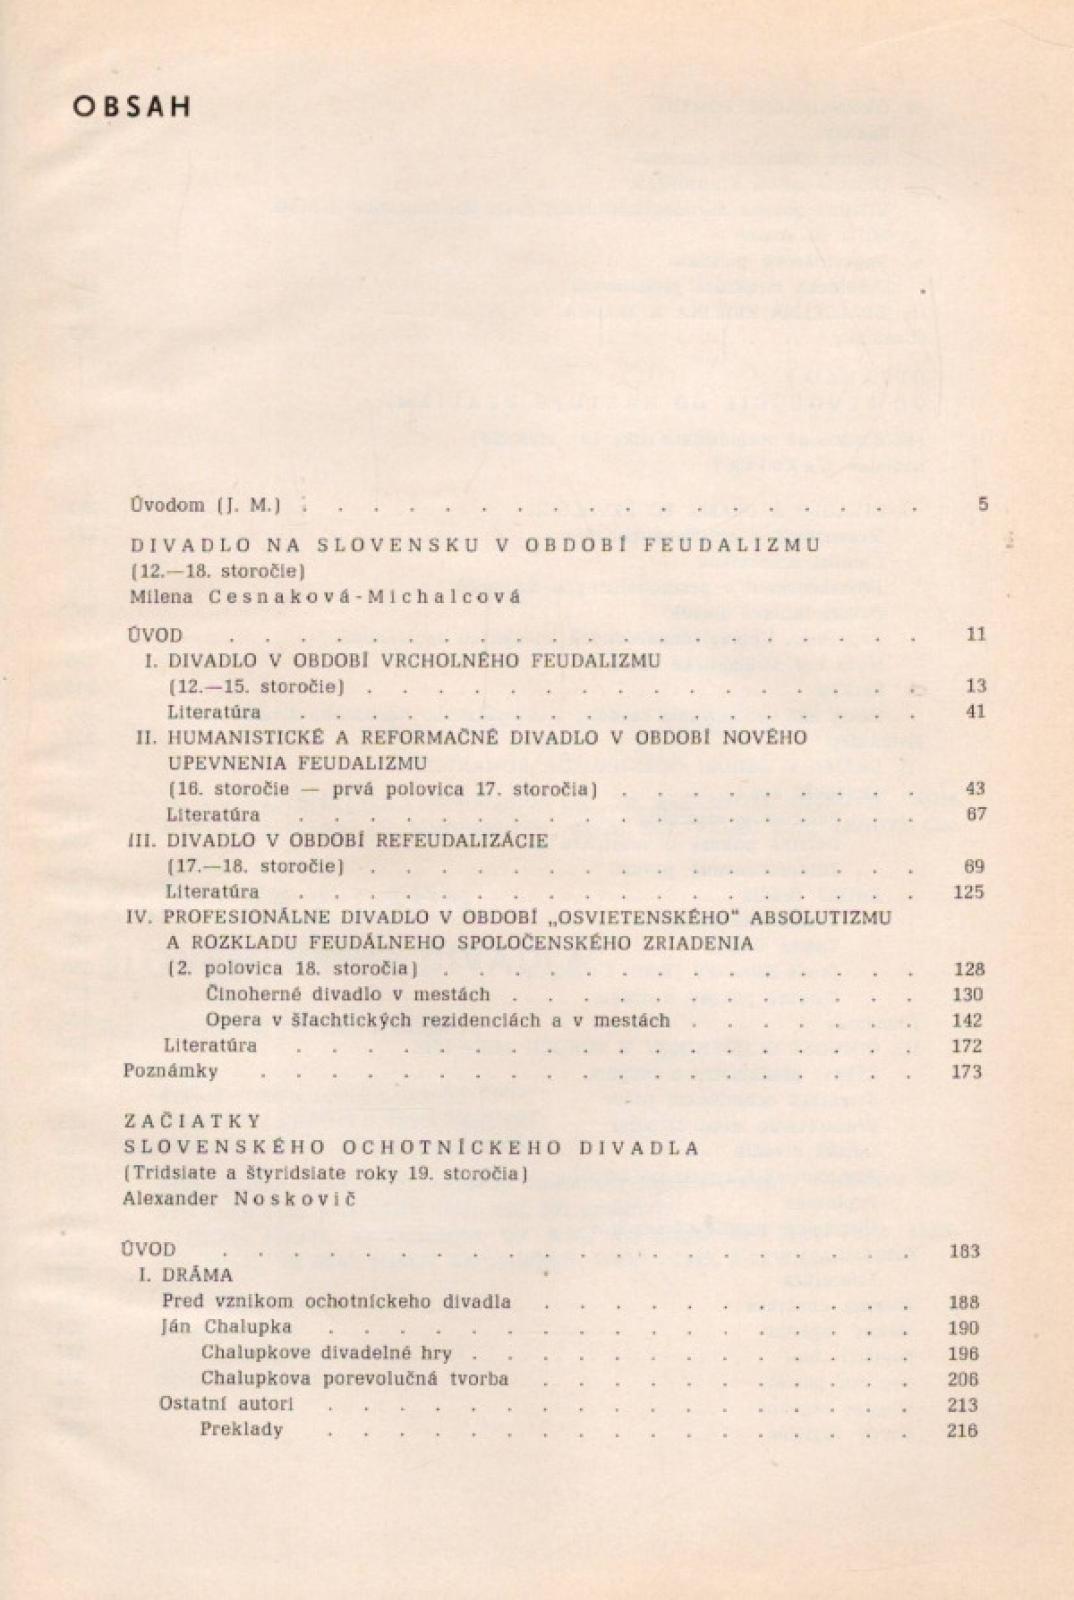 OBSAH
Úvodom (J. M.) . . . . . . . . . . . . . . . . . . 5
DIVADLO NA SLOVENSKU V OBDOBÍ FEUDALIZMU
(12.—18. storočie)
Milena Cesnaková-Michalcová
ÚVOD . . . . . . . . . . . . . . . . . . . . 11
I. DIVADLO V OBDOBÍ VRCHOLNÉHO FEUDALIZMU
(12.—15. storočie) . . . . . . . . . . . . . . . . 13
Literatúra . . . . . . . . . . . . . . . . . . 41
II. HUMANISTICKÉ A REFORMAČNÉ DIVADLO V OBDOBÍ NOVÉHO
UPEVNENIA FEUDALIZMU
(16. storočie — prvá polovica 17. storočia) . . . . . . . . . 43
Literatúra . . . . . . . . . . . . . . . . . . 67
III. DIVADLO V OBDOBÍ REFEUDALIZÁCIE
(17.—18. storočie) . . . . . . . . . . . . . . . . 69
Literatúra . . . . . . . . . . . . . . . . . . 125
IV. PROFESIONÁLNE DIVADLO V OBDOBÍ „OSVIETENSKÉHO" ABSOLUTIZMU
A ROZKLADU FEUDÁLNEHO SPOLOČENSKÉHO ZRIADENIA
(2. polovica 18. storočia) . . . . . . . . . . . . . . 128
Činoherné divadlo v mestách . . . . . . . . . . . . 130
Opera v šľachtických rezidenciách a v mestách . . . . . . . 142
Literatúra . . . . . . . . . . . . . . . . . . 172
Poznámky . . . . . . . . . . . . . . . . . . . 173
ZAČIATKY
SLOVENSKÉHO OCHOTNÍCKEHO DIVADLA
(Tridsiate a štyridsiate roky 19. storočia)
Alexander Noskovič
ÚVOD . . . . . . . . . . . . . . . . . . . . 183
I. DRÁMA
Pred vznikom ochotníckeho divadla . . . . . . . . . . . 188
Ján Chalupka . . . . . . . . . . . . . . . . . 190
Chalupkove divadelné hry . . . . . . . . . . . . . 196
Chalupkova porevolučná tvorba . . . . . . . . . . . 206
Ostatní autori . . . . . . . . . . . . . . . . . 213
Preklady . . . . . . . . . . . . . . . . . 216